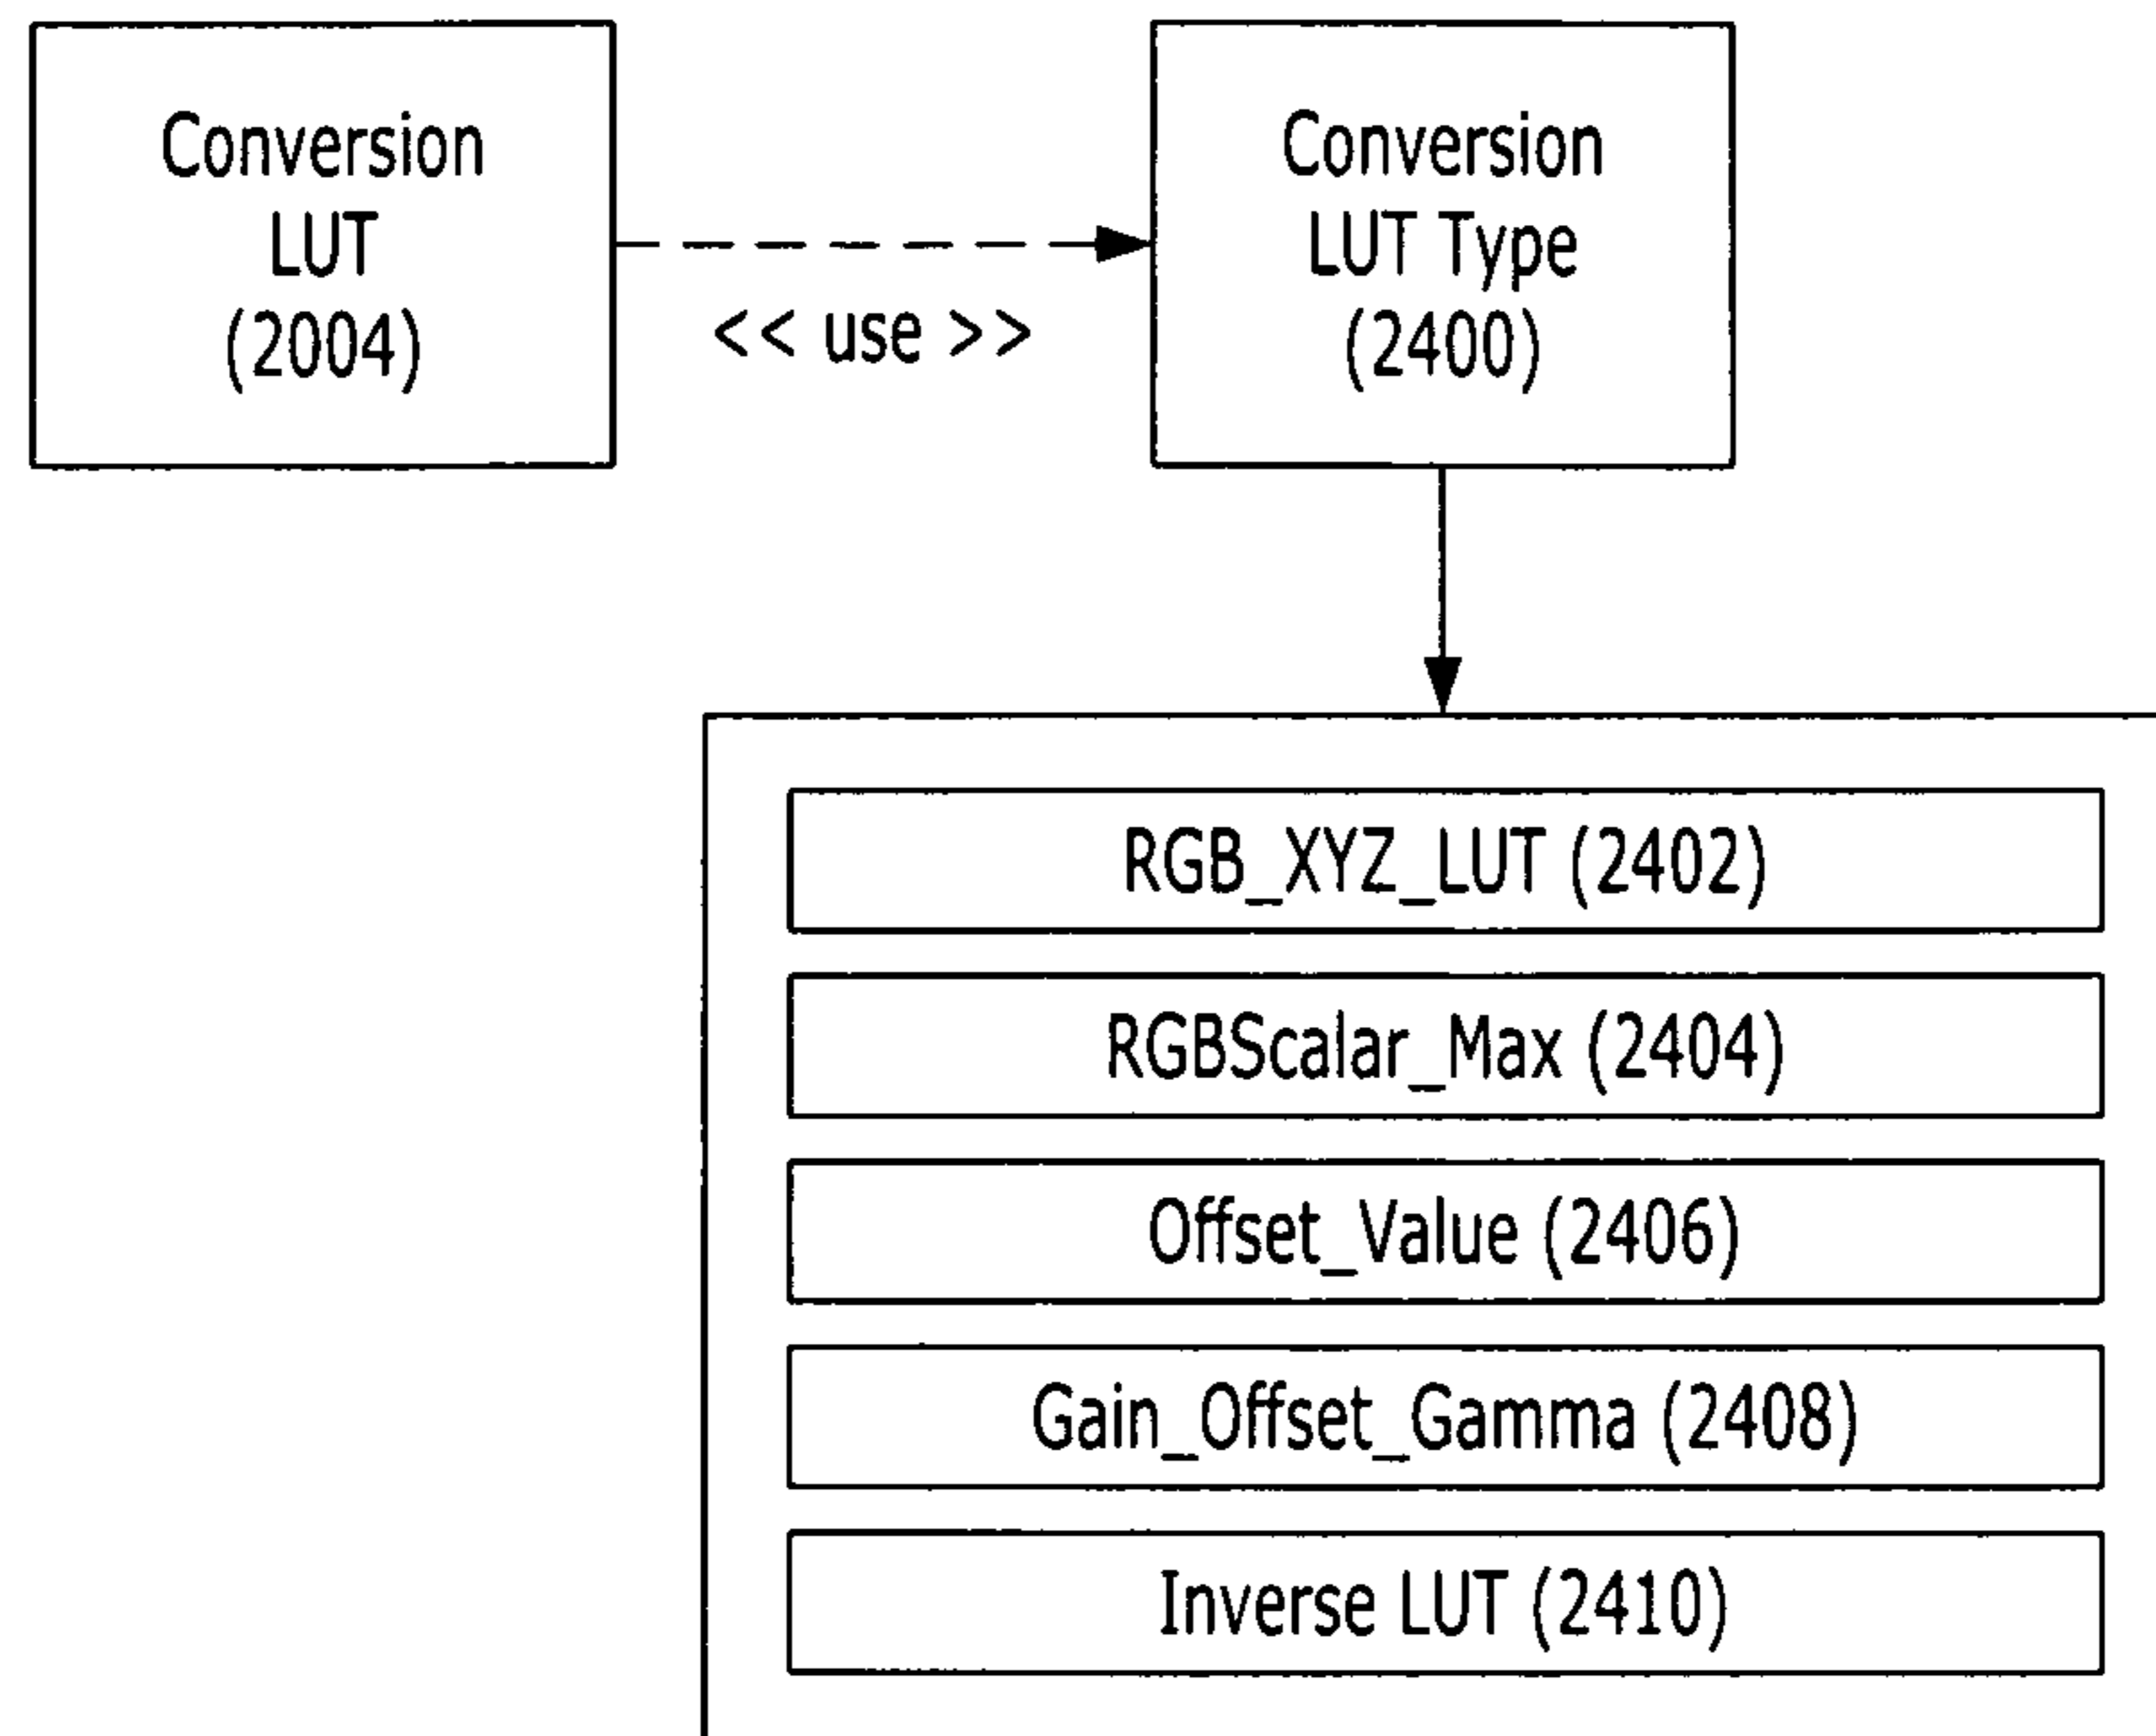 Conversion
LUT
(2004)
<< use >>
Conversion
LUT Type
(2400)
RGB_XYZ_LUT (2402)
RGBScalar_Max (2404)
Offset_Value (2406)
Gain_Offset_Gamma (2408)
Inverse LUT (2410)